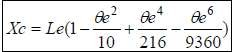 Xc = Le(1 − θe²/10 + θe⁴/216 − θe⁶/9360)